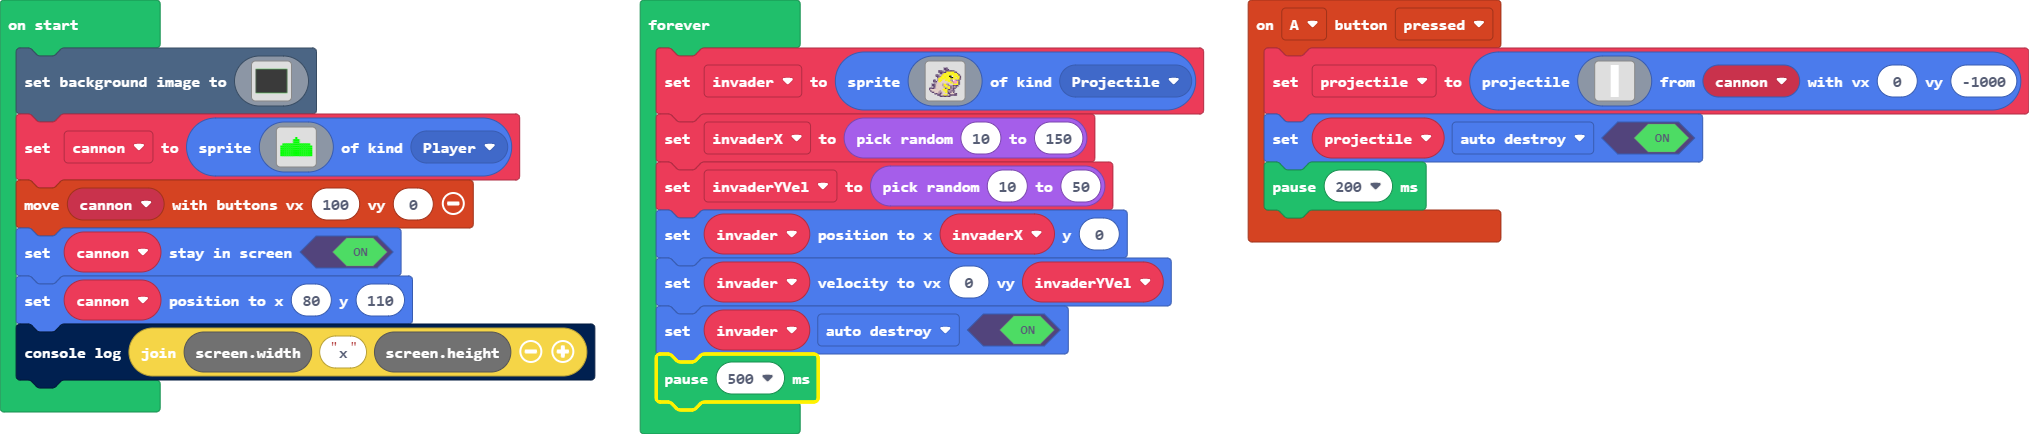 on start
set background image to
set cannon to sprite of kind Player
move cannon with buttons vx 100 vy 0
set cannon stay in screen ON
set cannon position to x 80 y 110
console log join screen.width "x" screen.height
forever
set invader to sprite of kind Projectile
set invaderX to pick random 10 to 150
set invaderYVel to pick random 10 to 50
set invader position to x invaderX y 0
set invader velocity to vx 0 vy invaderYVel
set invader auto destroy ON
pause 500 ms
on A button pressed
set projectile to projectile from cannon with vx 0 vy -1000
set projectile auto destroy ON
pause 200 ms